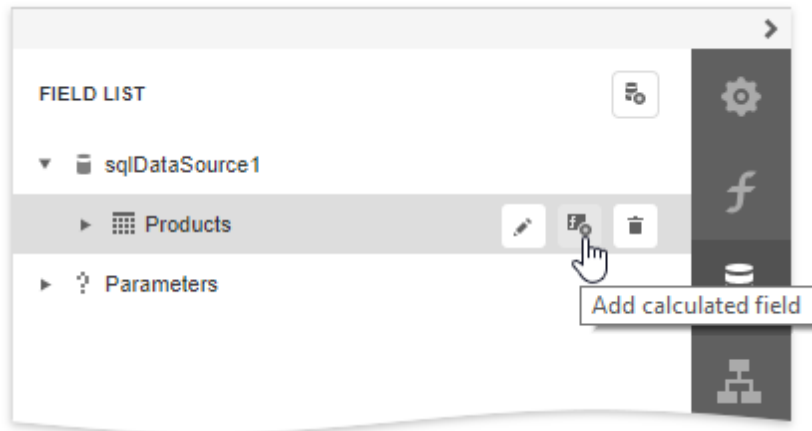 FIELD LIST
sqlDataSource1
Products
Parameters
Add calculated field